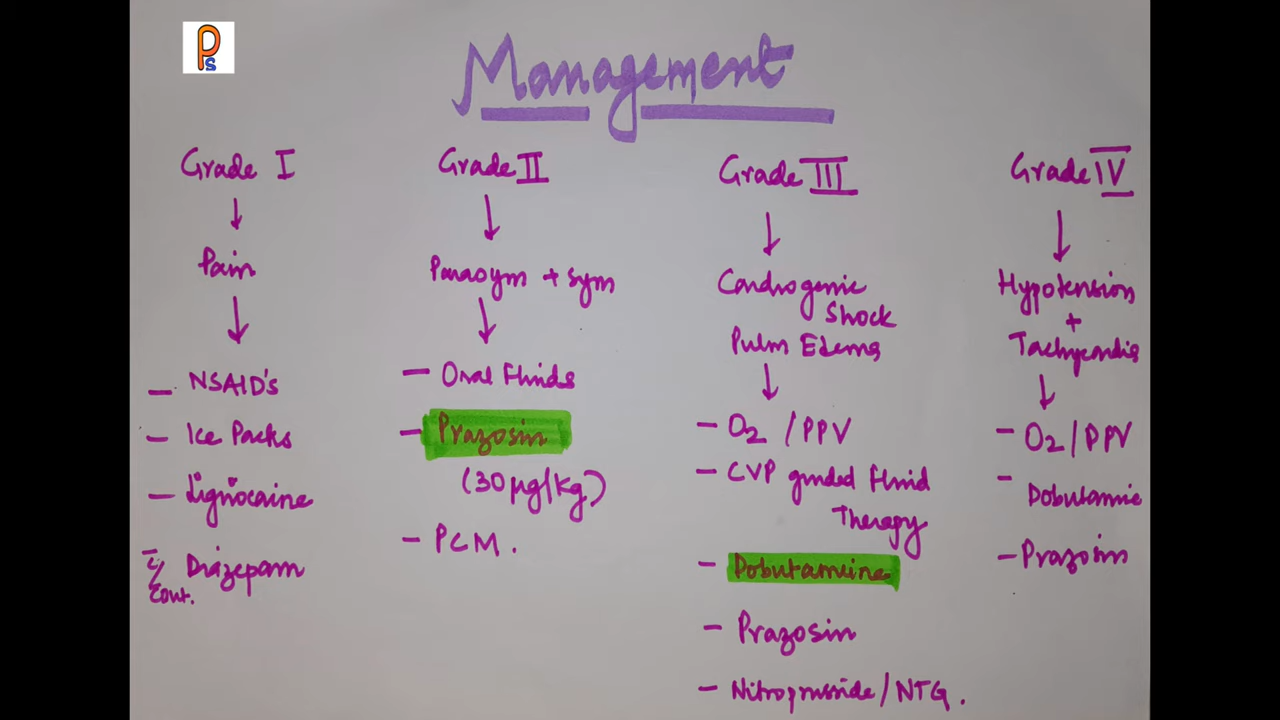 Ps
Management
Grade I
Pain
- NSAID's
- Ice Packs
- Lignocaine
Diazepam
Cont.
Grade II
Parasym + Sym
- Oral Fluids
- Prazosin
(30 µg/kg)
- PCM.
Grade III
Cardiogenic
Shock
Pulm Edema
- O2 / PPV
- CVP guided Fluid
Therapy
- Dobutamine
- Prazosin
- Nitroprusside / NTG.
Grade IV
Hypotension
+
Tachycardia
- O2 / PPV
- Dobutamine
- Prazosin